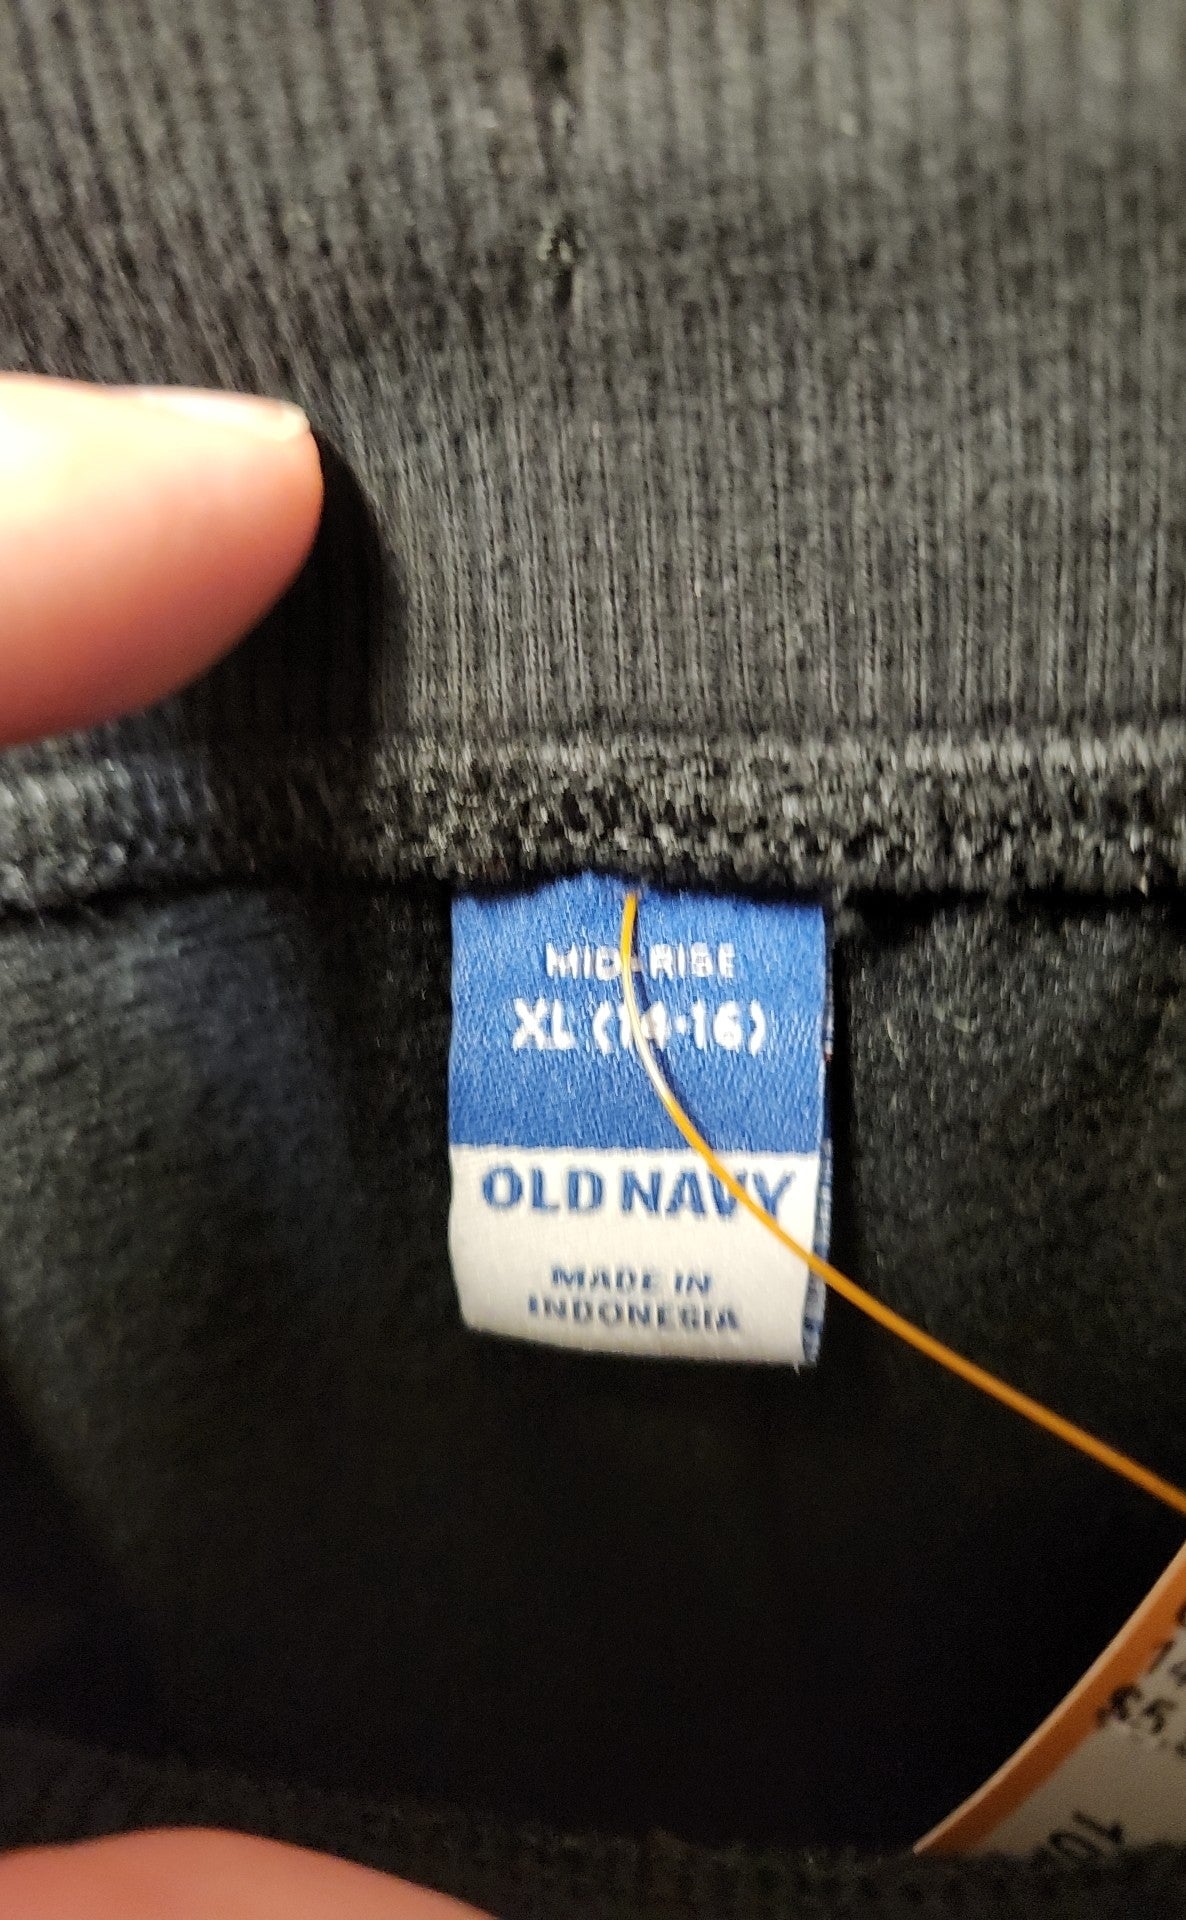 MID-RISE
XL (14-16)
OLD NAVY
MADE IN
INDONESIA